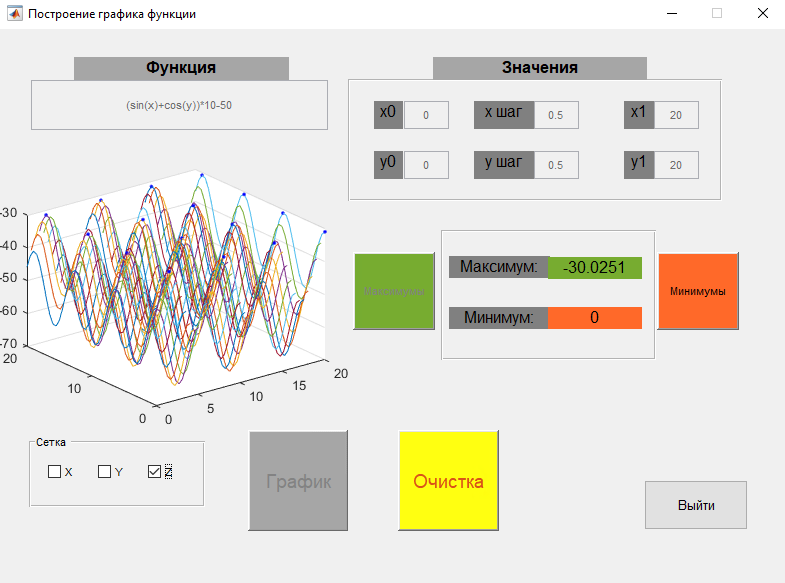 Построение графика функции
Функция
(sin(x)+cos(y))*10-50
Значения
x0 0 x шаг 0.5 x1 20
y0 0 y шаг 0.5 y1 20
-30
-40
-50
-60
-70
20
10
0
0
5
10
15
20
Максимумы
Максимум: -30.0251
Минимум: 0
Минимумы
Сетка
X Y Z
График
Очистка
Выйти